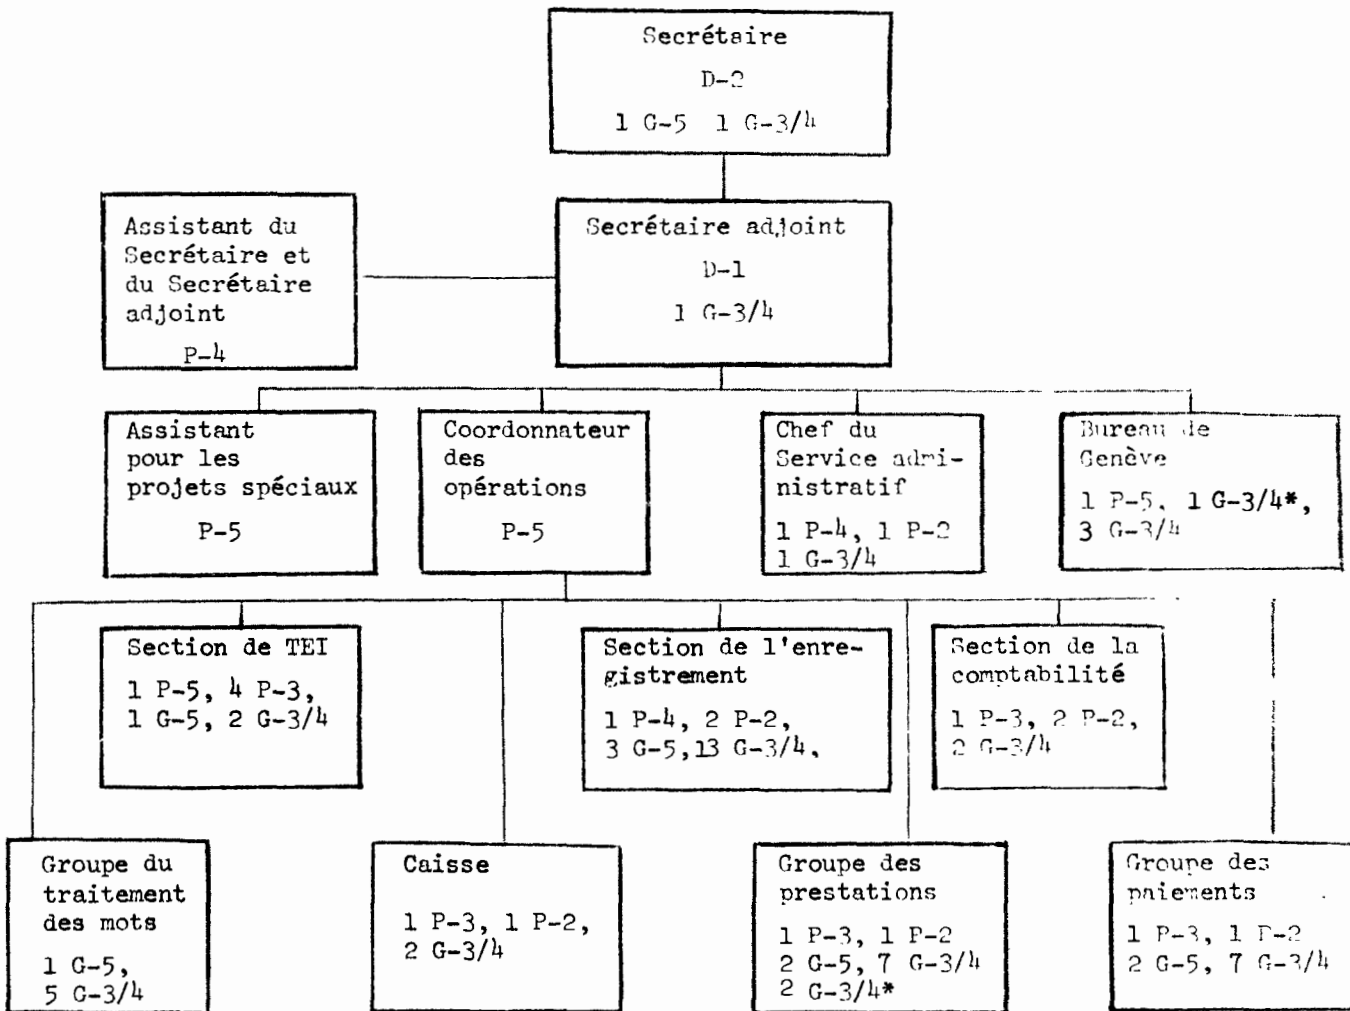 Secrétaire
D-2
1 G-5 1 G-3/4
Assistant du
Secrétaire et
du Secrétaire
adjoint
P-4
Secrétaire adjoint
D-1
1 G-3/4
Assistant
pour les
projets spéciaux
P-5
Coordonnateur
des
opérations
P-5
Chef du
Service admi-
nistratif
1 P-4, 1 P-2
1 G-3/4
Bureau de
Genève
1 P-5, 1 G-3/4*,
3 G-3/4
Section de TEI
1 P-5, 4 P-3,
1 G-5, 2 G-3/4
Section de l'enre-
gistrement
1 P-4, 2 P-2,
3 G-5, 13 G-3/4,
Section de la
comptabilité
1 P-3, 2 P-2,
2 G-3/4
Groupe du
traitement
des mots
1 G-5,
5 G-3/4
Caisse
1 P-3, 1 P-2,
2 G-3/4
Groupe des
prestations
1 P-3, 1 P-2
2 G-5, 7 G-3/4
2 G-3/4*
Groupe des
paiements
1 P-3, 1 P-2
2 G-5, 7 G-3/4